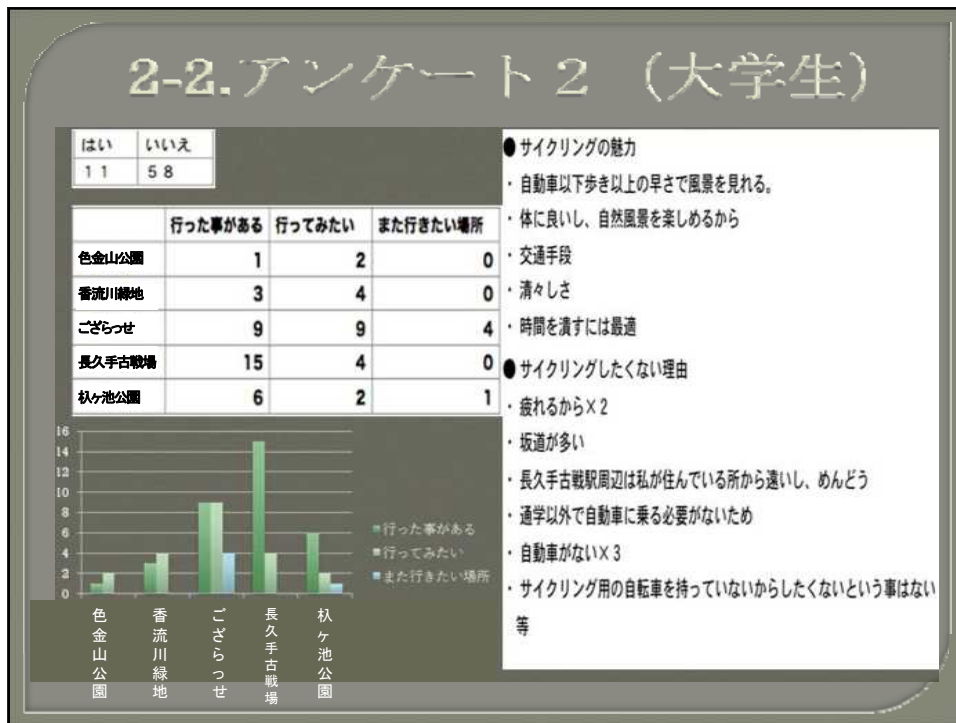 2-2.アンケート2 （大学生）
はい いいえ
11 58
行った事がある 行ってみたい また行きたい場所
色金山公園 1 2 0
香流川緑地 3 4 0
ござらっせ 9 9 4
長久手古戦場 15 4 0
杁ヶ池公園 6 2 1
16
14
12
10
8
6
4
2
0
行った事がある
行ってみたい
また行きたい場所
色金山公園
香流川緑地
ござらっせ
長久手古戦場
杁ヶ池公園
●サイクリングの魅力
・自動車以下歩き以上の早さで風景を見れる。
・体に良いし、自然風景を楽しめるから
・交通手段
・清々しさ
・時間を潰すには最適
●サイクリングしたくない理由
・疲れるから×2
・坂道が多い
・長久手古戦駅周辺は私が住んでいる所から遠いし、めんどう
・通学以外で自動車に乗る必要がないため
・自動車がない×3
・サイクリング用の自転車を持っていないからしたくないという事はない
等